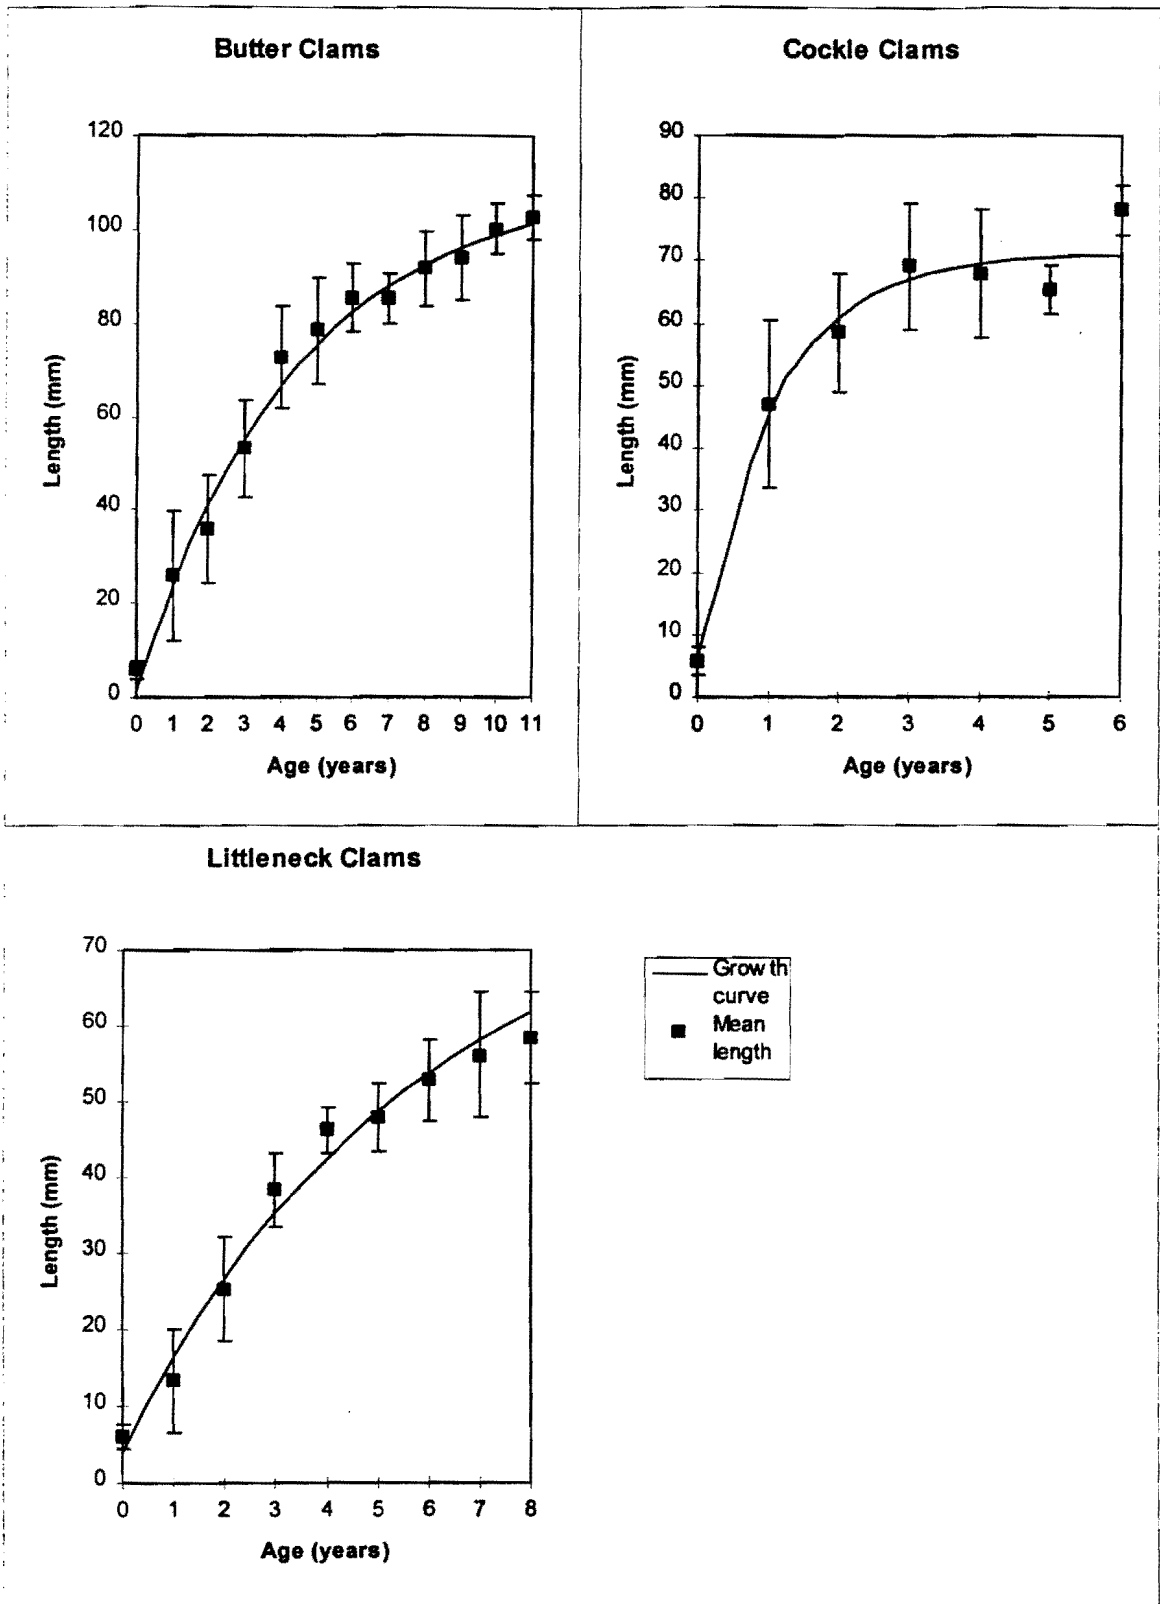 Butter Clams
120
100
80
60
40
20
0
Length (mm)
0 1 2 3 4 5 6 7 8 9 10 11
Age (years)
Cockle Clams
90
80
70
60
50
40
30
20
10
0
Length (mm)
0 1 2 3 4 5 6
Age (years)
Littleneck Clams
70
60
50
40
30
20
10
0
Length (mm)
0 1 2 3 4 5 6 7 8
Age (years)
Growth
curve
Mean
length